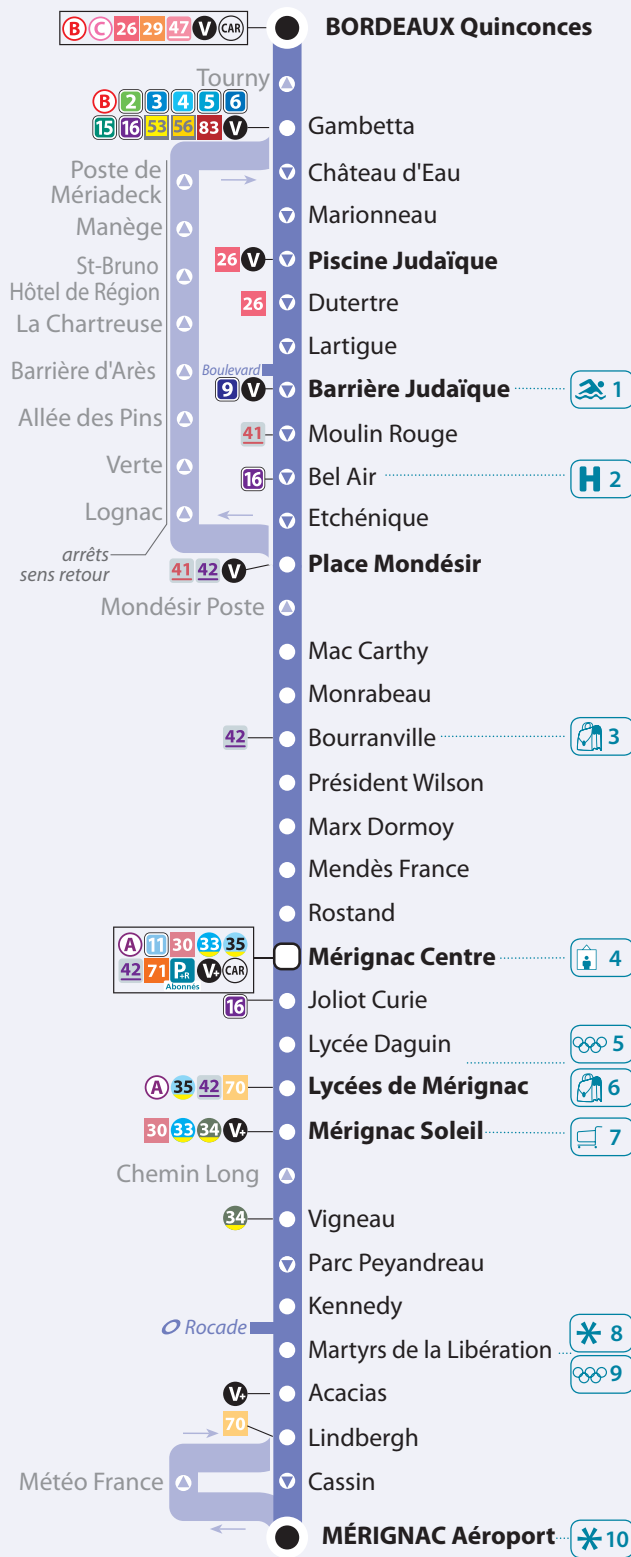 B C 26 29 47 V CAR BORDEAUX Quinconces
Tourny
B 2 3 4 5 6
15 16 53 56 83 V Gambetta
Poste de
Mériadeck
Château d'Eau
Manège
Marionneau
26 V Piscine Judaïque
St-Bruno
Hôtel de Région
26 Dutertre
La Chartreuse
Lartigue
Barrière d'Arès
Boulevard
9 V Barrière Judaïque 1
Allée des Pins
41 Moulin Rouge
Verte
16 Bel Air H 2
Lognac
Etchénique
arrêts
sens retour
41 42 V Place Mondésir
Mondésir Poste
Mac Carthy
Monrabeau
42 Bourranville 3
Président Wilson
Marx Dormoy
Mendès France
Rostand
A 11 30 33 35
42 71 P+R V+ CAR
Abonnés
Mérignac Centre 4
16 Joliot Curie
Lycée Daguin 5
A 35 42 70 Lycées de Mérignac 6
30 33 34 V+ Mérignac Soleil 7
Chemin Long
34 Vigneau
Parc Peyandreau
Kennedy
Rocade
8
Martyrs de la Libération
9
V+ Acacias
70 Lindbergh
Météo France
Cassin
MÉRIGNAC Aéroport 10